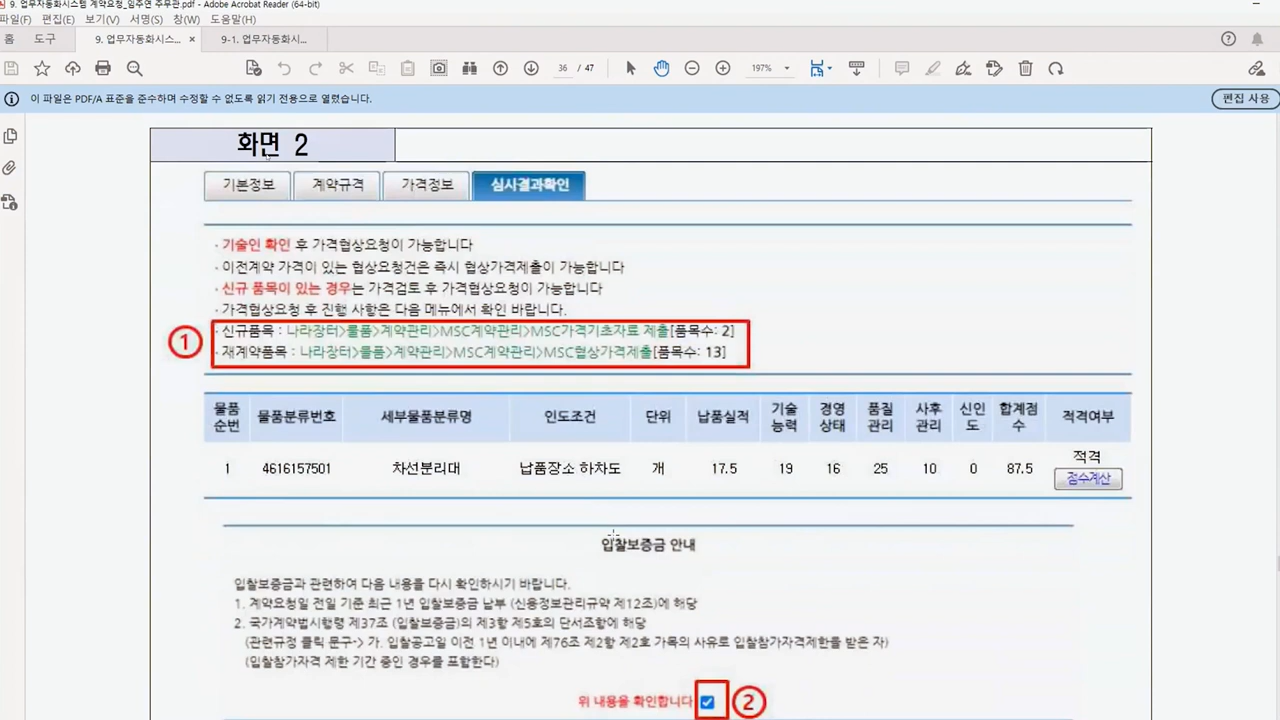 9. 업무자동화시스템 계약요청_임주연 주무관.pdf - Adobe Acrobat Reader (64-bit)
파일(F) 편집(E) 보기(V) 서명(S) 창(W) 도움말(H)
홈 도구 9. 업무자동화시스... × 9-1. 업무자동화시...
36 / 47 197%
이 파일은 PDF/A 표준을 준수하며 수정할 수 없도록 읽기 전용으로 열렸습니다. 편집 사용
화면 2
기본정보 계약규격 가격정보 심사결과확인
· 기술인 확인 후 가격협상요청이 가능합니다
· 이전계약 가격이 있는 협상요청건은 즉시 협상가격제출이 가능합니다
· 신규 품목이 있는 경우는 가격검토 후 가격협상요청이 가능합니다
· 가격협상요청 후 진행 사항은 다음 메뉴에서 확인 바랍니다.
① · 신규품목 : 나라장터>물품>계약관리>MSC계약관리>MSC가격기초자료 제출[품목수: 2]
· 재계약품목 : 나라장터>물품>계약관리>MSC계약관리>MSC협상가격제출[품목수: 13]
물품순번 물품분류번호 세부물품분류명 인도조건 단위 납품실적 기술능력 경영상태 품질관리 사후관리 신인도 합계점수 적격여부
1 4616157501 차선분리대 납품장소 하차도 개 17.5 19 16 25 10 0 87.5 적격
점수계산
입찰보증금 안내
입찰보증금과 관련하여 다음 내용을 다시 확인하시기 바랍니다.
1. 계약요청일 전일 기준 최근 1년 입찰보증금 납부 (신용정보관리규약 제12조)에 해당
2. 국가계약법시행령 제37조 (입찰보증금)의 제3항 제5호의 단서조항에 해당
(관련규정 클릭 문구-> 가. 입찰공고일 이전 1년 이내에 제76조 제2항 제2호 가목의 사유로 입찰참가자격제한을 받은 자)
(입찰참가자격 제한 기간 중인 경우를 포함한다)
위 내용을 확인합니다 ②